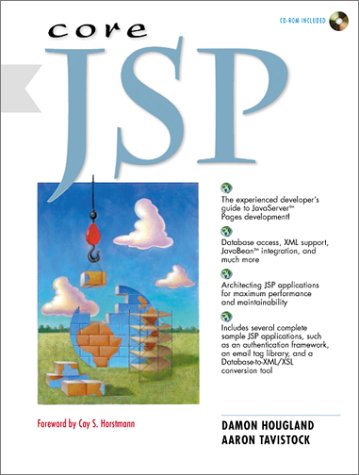 core
CD-ROM INCLUDED
JSP
The experienced developer's
guide to JavaServer™
Pages development!
Database access, XML support,
JavaBean™ integration, and
much more
Architecting JSP applications
for maximum performance
and maintainability
Includes several complete
sample JSP applications, such
as an authentication framework,
an email tag library, and a
Database-to-XML/XSL
conversion tool
Foreword by Cay S. Horstmann
DAMON HOUGLAND
AARON TAVISTOCK